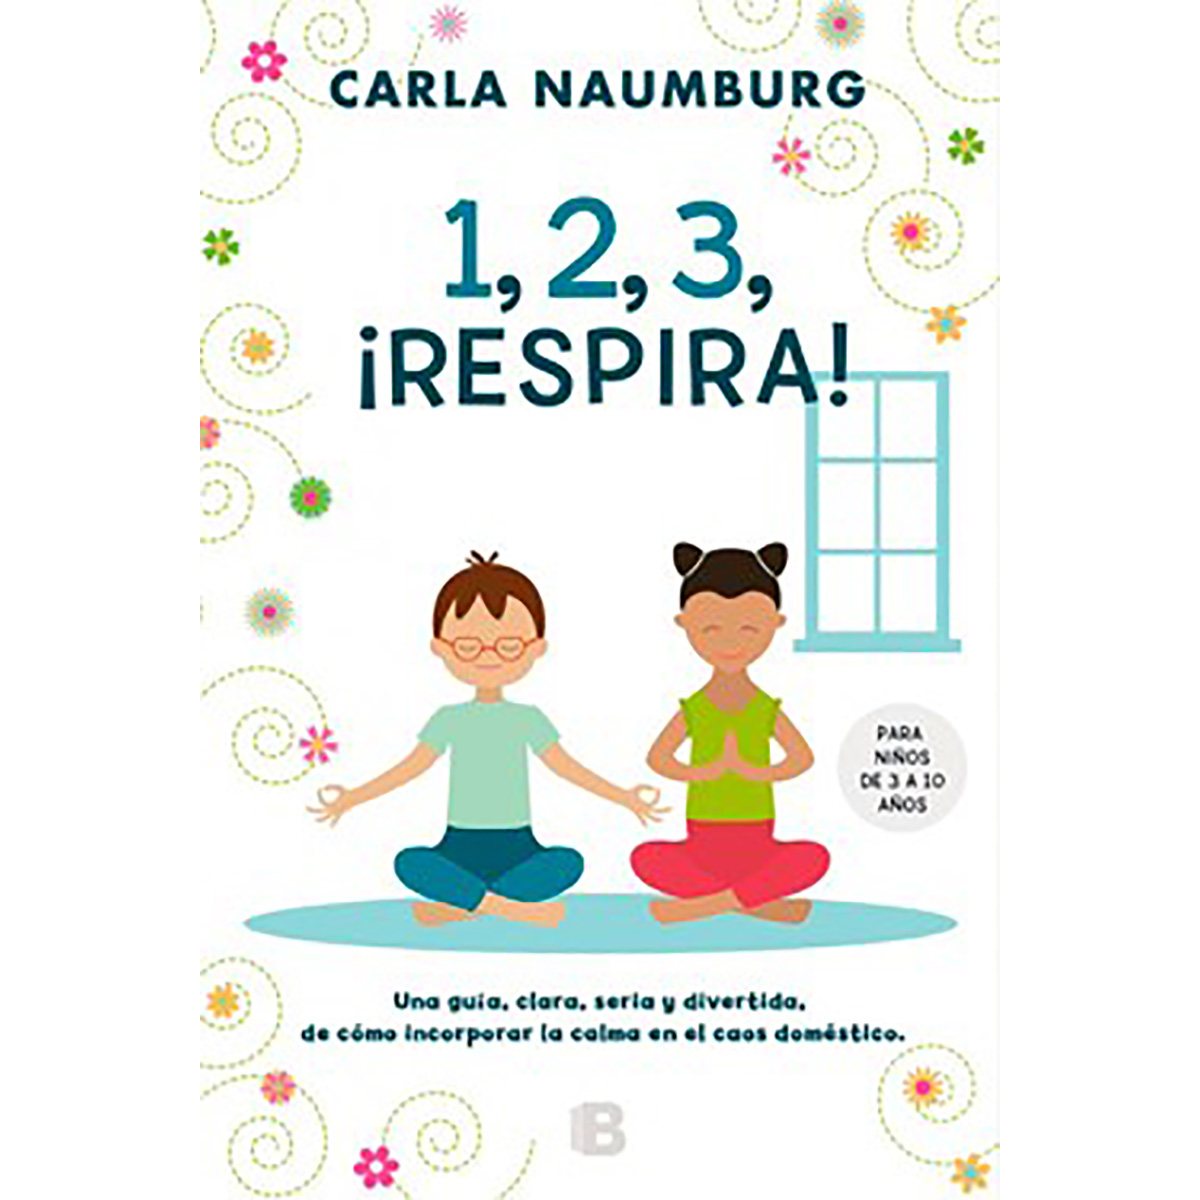 CARLA NAUMBURG
1, 2, 3,
¡RESPIRA!
PARA
NIÑOS
DE 3 A 10
AÑOS
Una guía, clara, seria y divertida,
de cómo incorporar la calma en el caos doméstico.
B